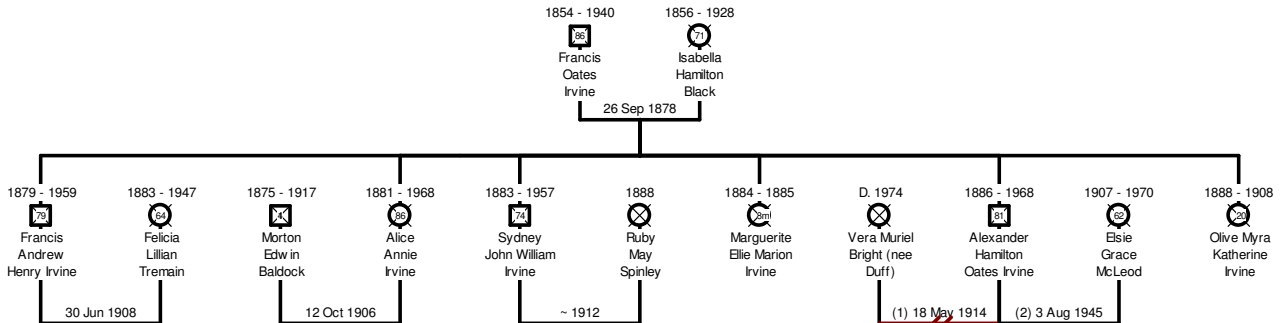 1854 - 1940 1856 - 1928
86 71
Francis Isabella
Oates Hamilton
Irvine Black
26 Sep 1878
1879 - 1959 1883 - 1947 1875 - 1917 1881 - 1968 1883 - 1957 1888 1884 - 1885 D. 1974 1886 - 1968 1907 - 1970 1888 - 1908
79 64 86 74 81 62 20
Francis Felicia Morton Alice Sydney Ruby Marguerite Vera Muriel Alexander Elsie Olive Myra
Andrew Lillian Edwin Annie John William May Ellie Marion Bright (nee Hamilton Grace Katherine
Henry Irvine Tremain Baldock Irvine Irvine Spinley Irvine Duff) Oates Irvine McLeod Irvine
30 Jun 1908 12 Oct 1906 ~ 1912 (1) 18 May 1914 (2) 3 Aug 1945